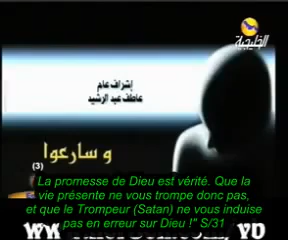 الخليجية
إشراف عام
عاطف عبد الرشيد
و سارعوا
(3)
La promesse de Dieu est vérité. Que la
vie présente ne vous trompe donc pas,
et que le Trompeur (Satan) ne vous induise
pas en erreur sur Dieu !" S/31